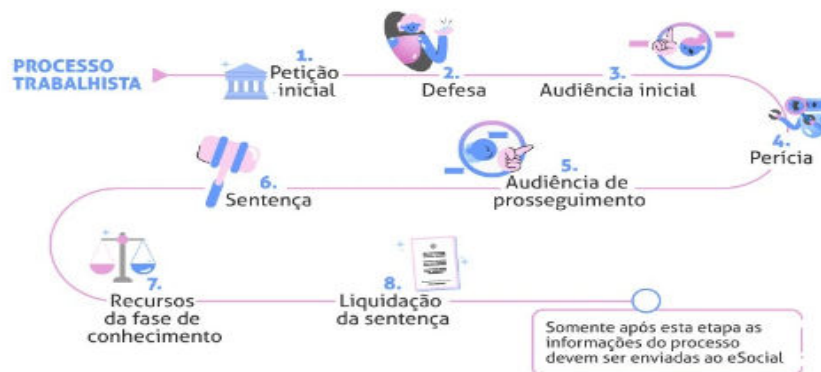 PROCESSO
TRABALHISTA
1.
Petição
inicial
2.
Defesa
3.
Audiência inicial
4.
Perícia
5.
Audiência de
prosseguimento
6.
Sentença
7.
Recursos
da fase de
conhecimento
8.
Liquidação
da sentença
Somente após esta etapa as
informações do processo
devem ser enviadas ao eSocial